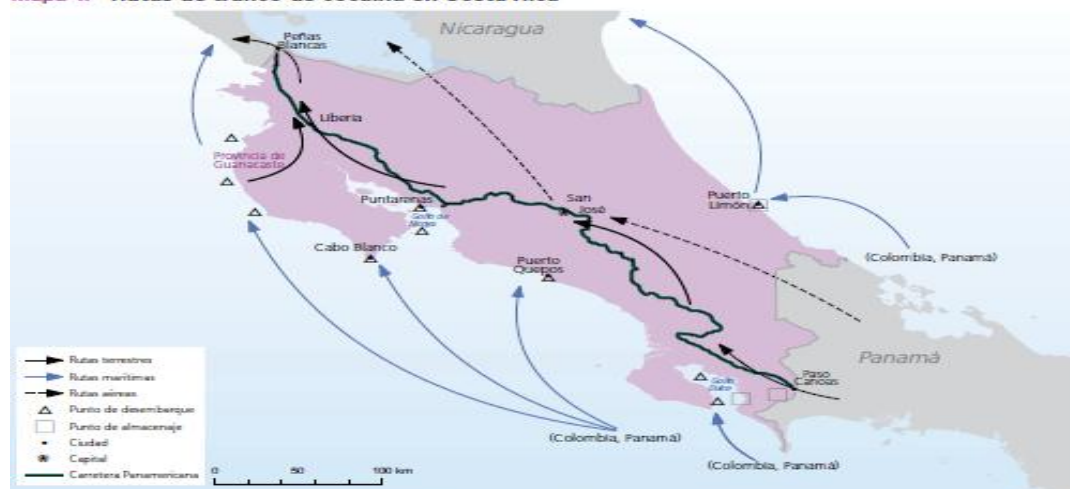 Nicaragua
Peñas
Blancas
Liberia
Provincia de
Guanacaste
Puntarenas
Golfo de
Nicoya
San
José
Puerto
Limón
(Colombia, Panamá)
Cabo Blanco
Puerto
Quepos
Panamá
Paso
Canoas
Golfo
Dulce
(Colombia, Panamá)
(Colombia, Panamá)
Rutas terrestres
Rutas marítimas
Rutas aéreas
Punto de desembarque
Punto de almacenaje
Ciudad
Capital
Carretera Panamericana
0 50 100 km